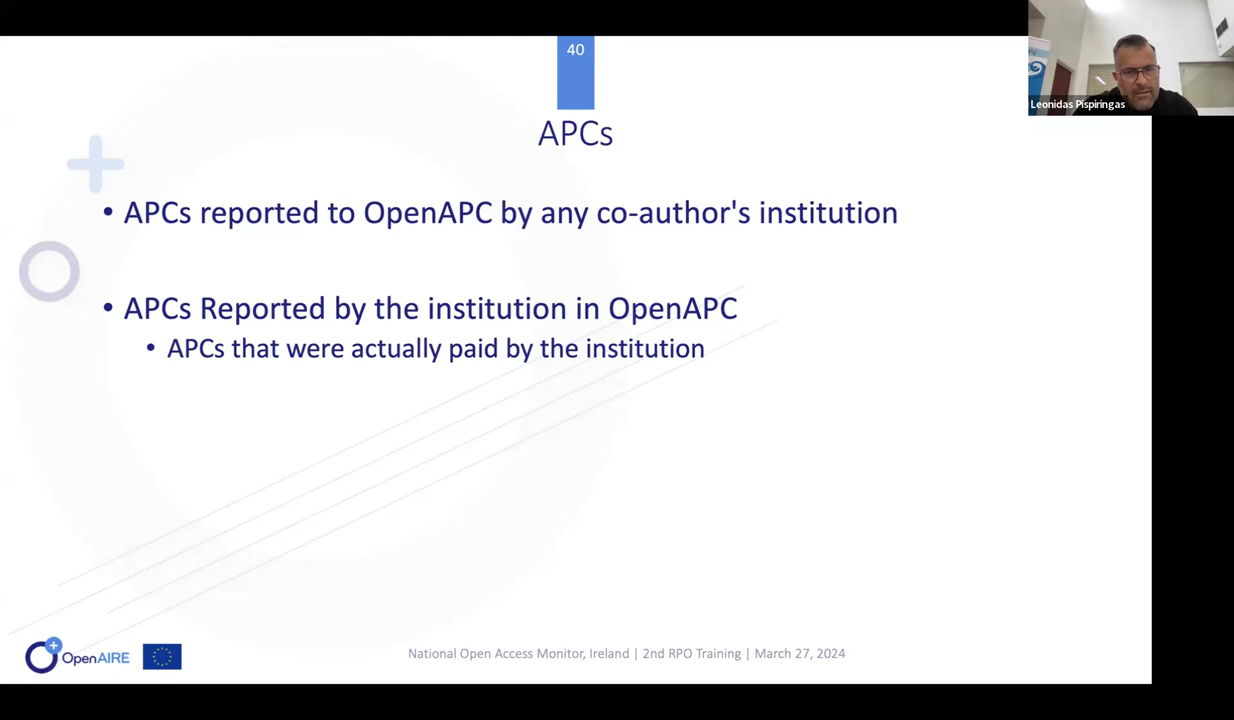 40
Leonidas Pispiringas
APCs
• APCs reported to OpenAPC by any co-author's institution
• APCs Reported by the institution in OpenAPC
• APCs that were actually paid by the institution
OpenAIRE
National Open Access Monitor, Ireland | 2nd RPO Training | March 27, 2024